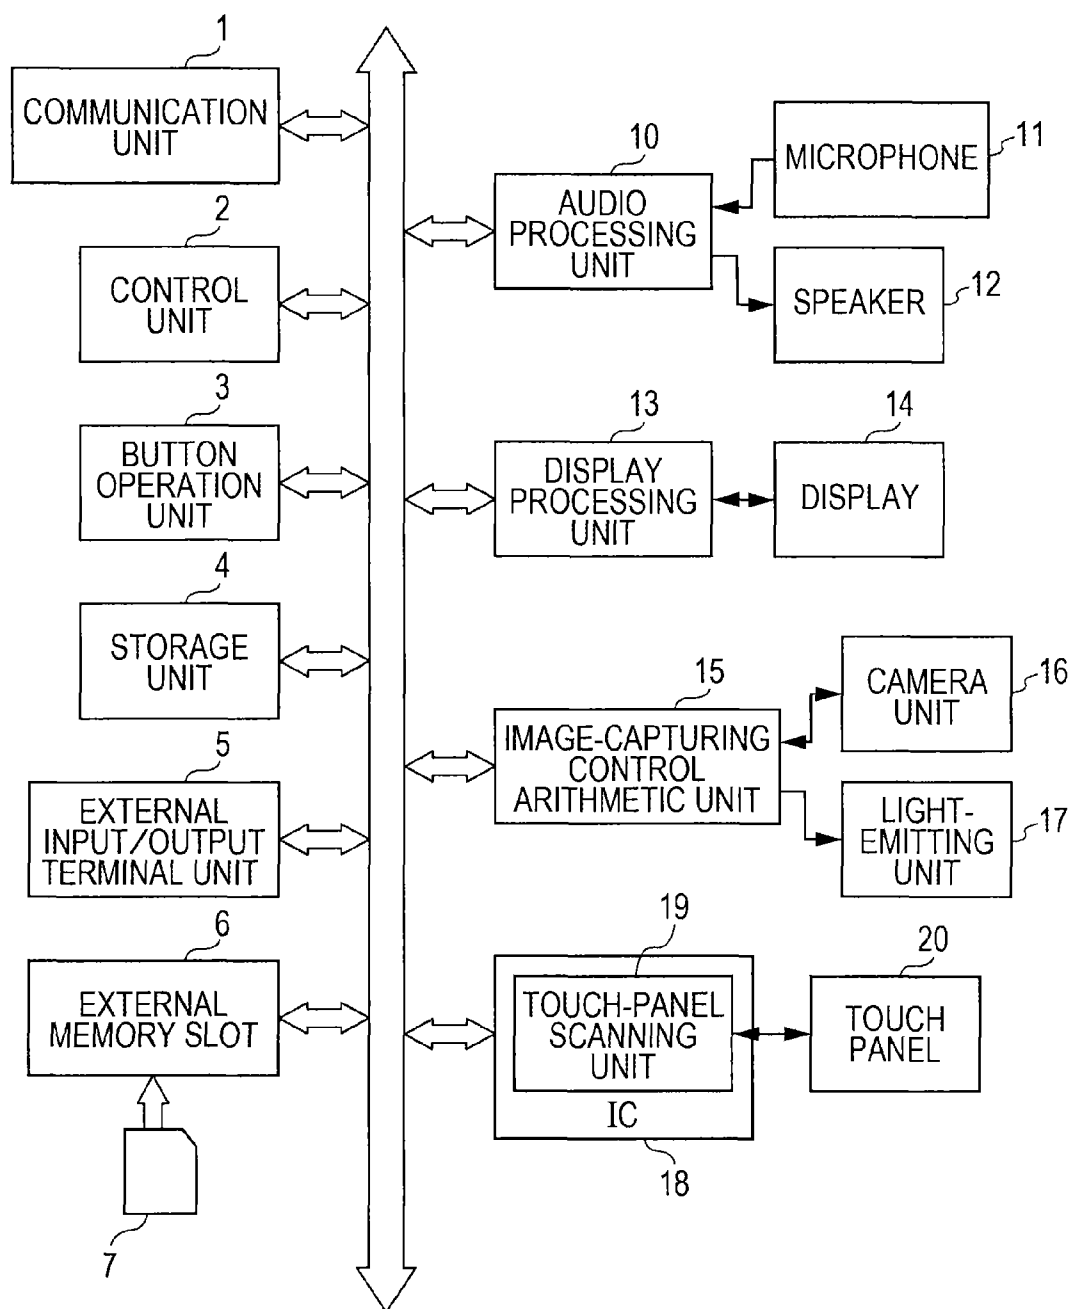 1
COMMUNICATION
UNIT
2
CONTROL
UNIT
3
BUTTON
OPERATION
UNIT
4
STORAGE
UNIT
5
EXTERNAL
INPUT/OUTPUT
TERMINAL UNIT
6
EXTERNAL
MEMORY SLOT
7
10
AUDIO
PROCESSING
UNIT
MICROPHONE
11
SPEAKER
12
13
DISPLAY
PROCESSING
UNIT
14
DISPLAY
15
IMAGE-CAPTURING
CONTROL
ARITHMETIC UNIT
CAMERA
UNIT
16
LIGHT-
EMITTING
UNIT
17
19
TOUCH-PANEL
SCANNING
UNIT
IC
18
20
TOUCH
PANEL